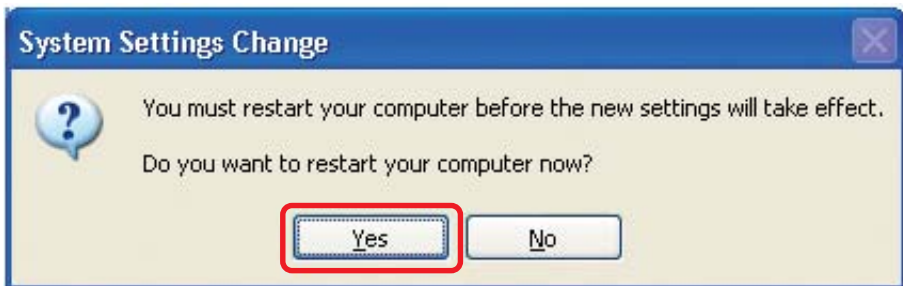 System Settings Change
You must restart your computer before the new settings will take effect.
Do you want to restart your computer now?
Yes
No